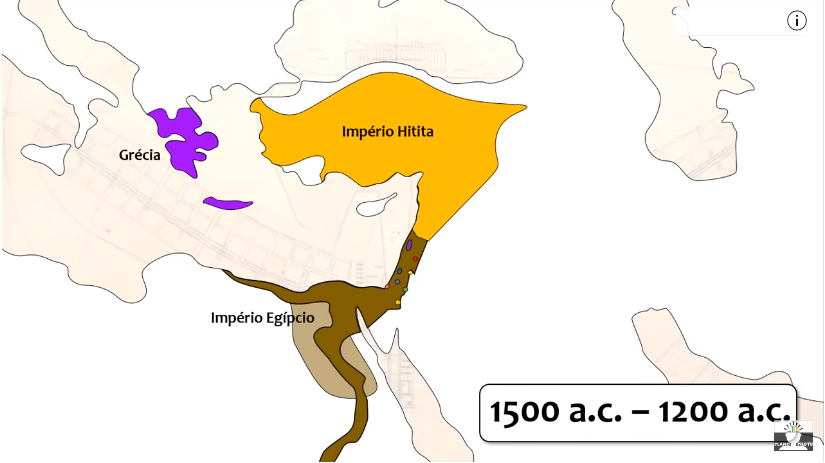 i
Império Hitita
Grécia
Império Egípcio
1500 a.c. – 1200 a.c.